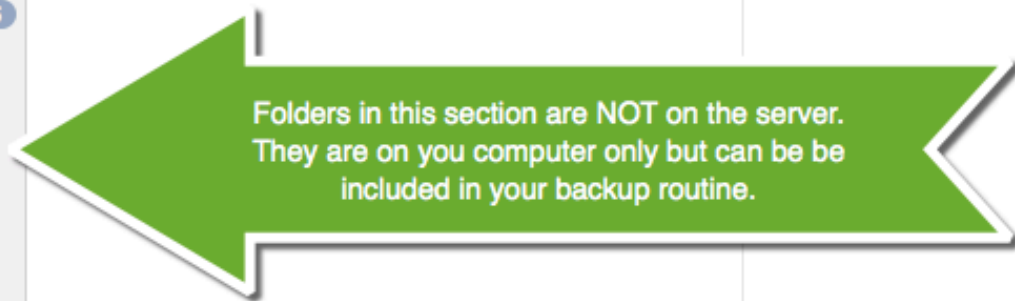 Folders in this section are NOT on the server.
They are on you computer only but can be be
included in your backup routine.